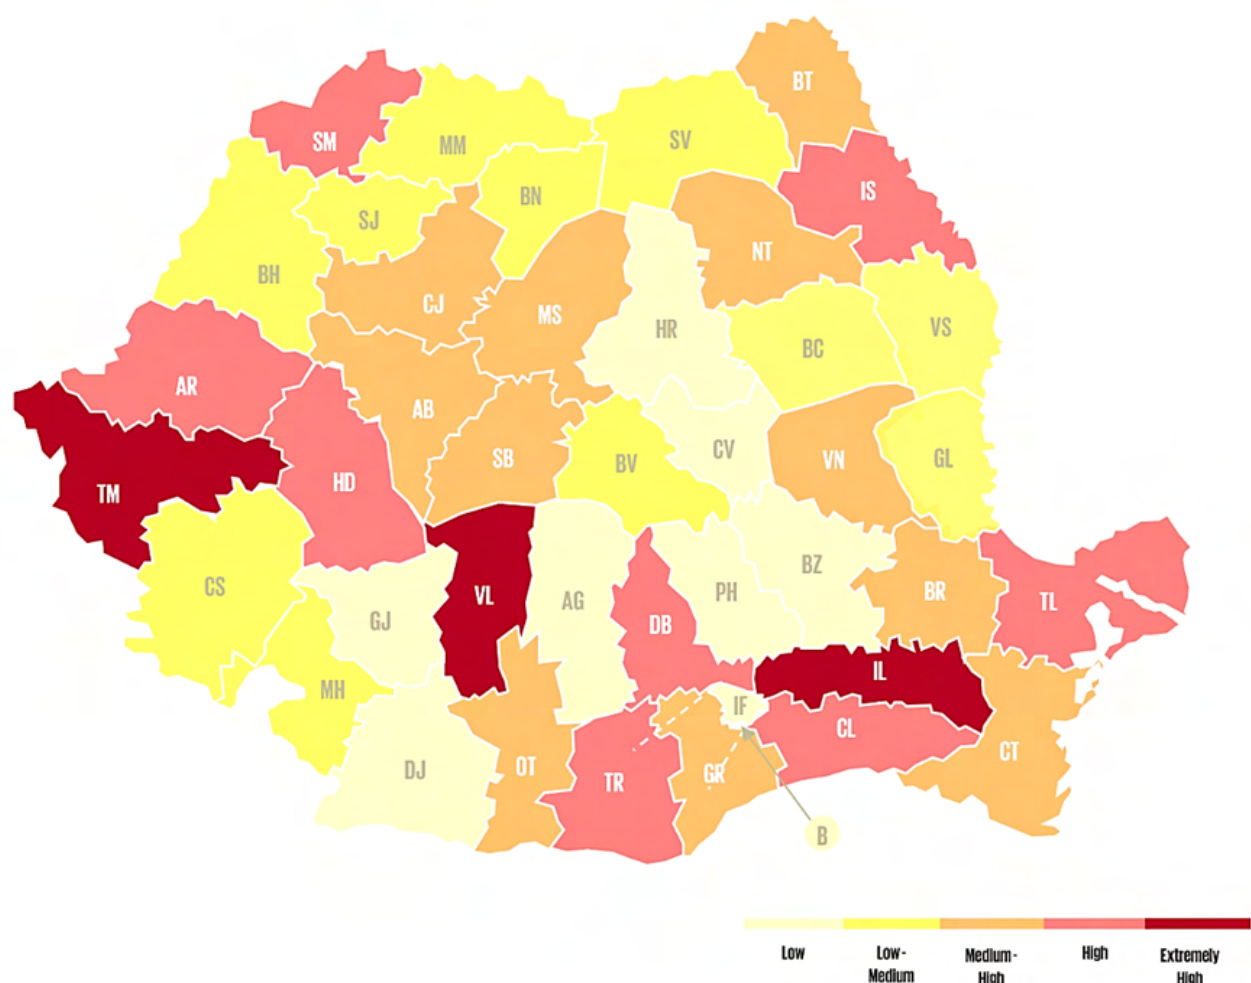 BT
SM
MM
SV
IS
BN
SJ
NT
BH
CJ
MS
VS
HR
BC
AR
AB
CV
GL
SB
BV
VN
HD
TM
BZ
CS
PH
BR
VL
AG
TL
GJ
DB
IL
MH
IF
CL
CT
OT
DJ
GR
TR
B
Low
Low-
Medium
Medium-
High
High
Extremely
High